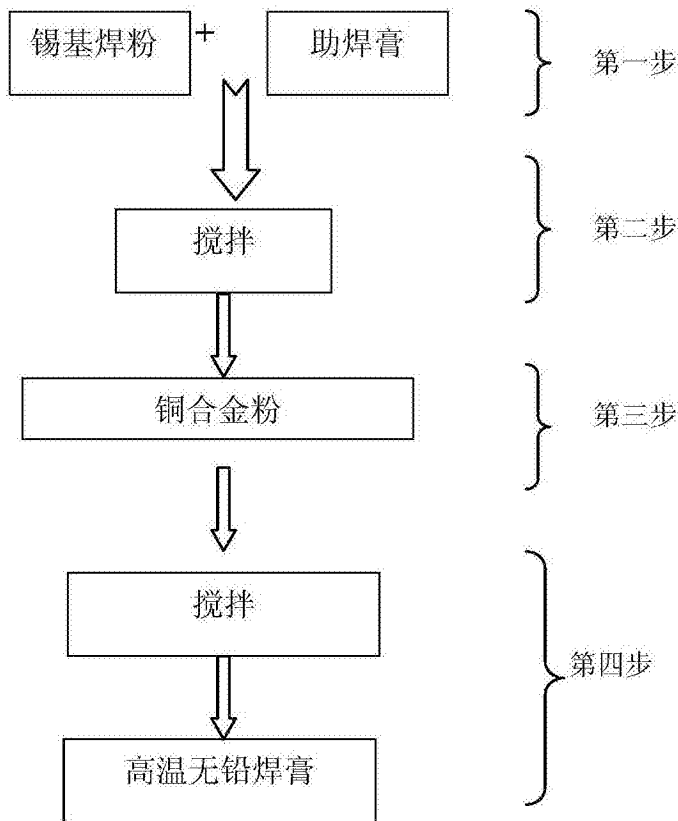 锡基焊粉 + 助焊膏 第一步
搅拌 第二步
铜合金粉 第三步
搅拌
第四步
高温无铅焊膏